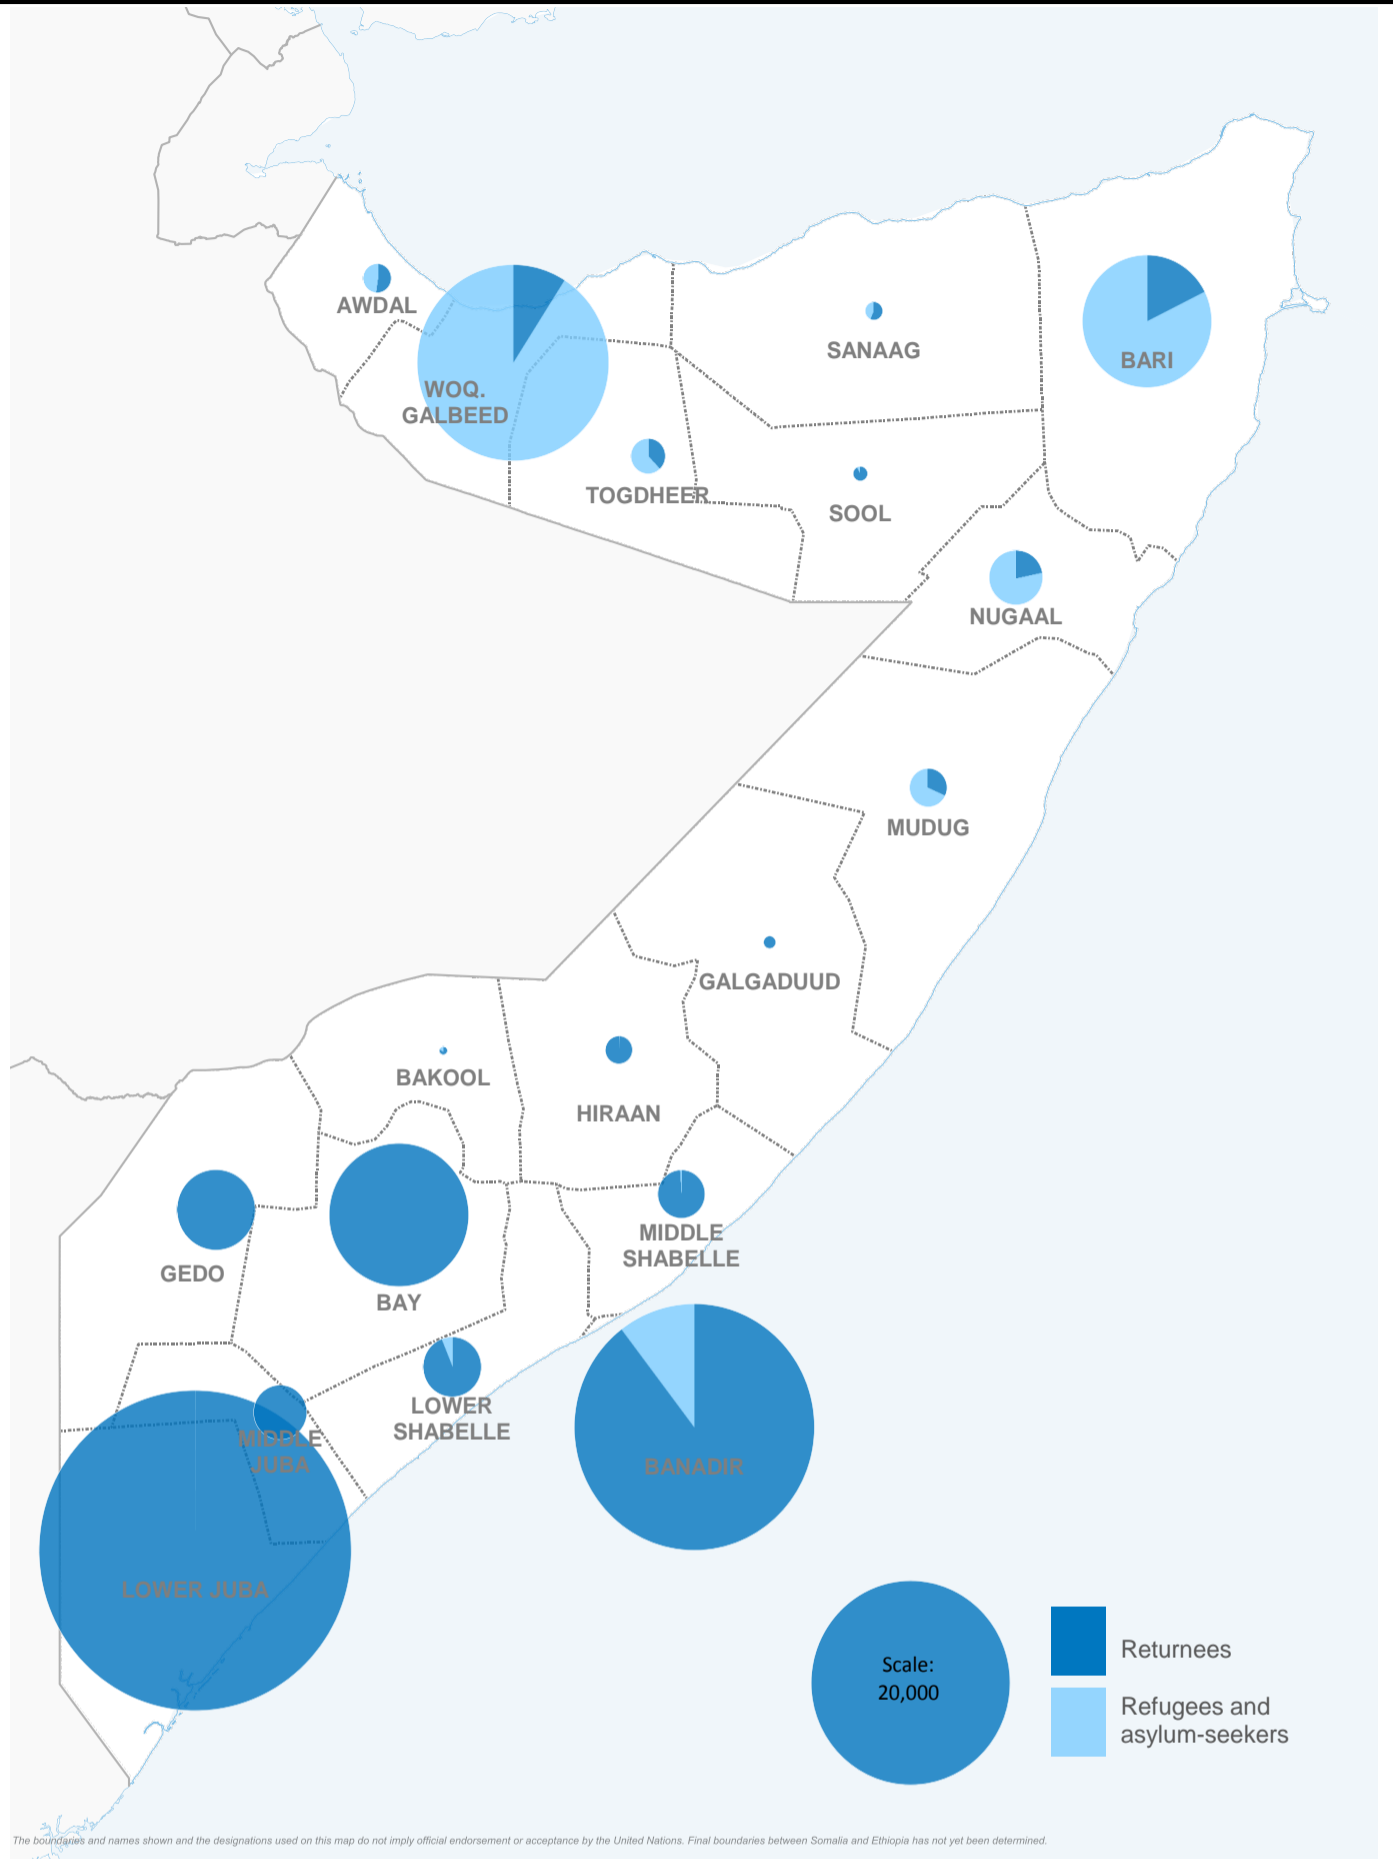 AWDAL
WOQ.
GALBEED
SANAAG
BARI
TOGDHEER
SOOL
NUGAAL
MUDUG
GALGADUUD
BAKOOL
HIRAAN
MIDDLE
SHABELLE
GEDO
BAY
LOWER
SHABELLE
MIDDLE
JUBA
BANADIR
LOWER JUBA
Scale:
20,000
Returnees
Refugees and
asylum-seekers
The boundaries and names shown and the designations used on this map do not imply official endorsement or acceptance by the United Nations. Final boundaries between Somalia and Ethiopia has not yet been determined.